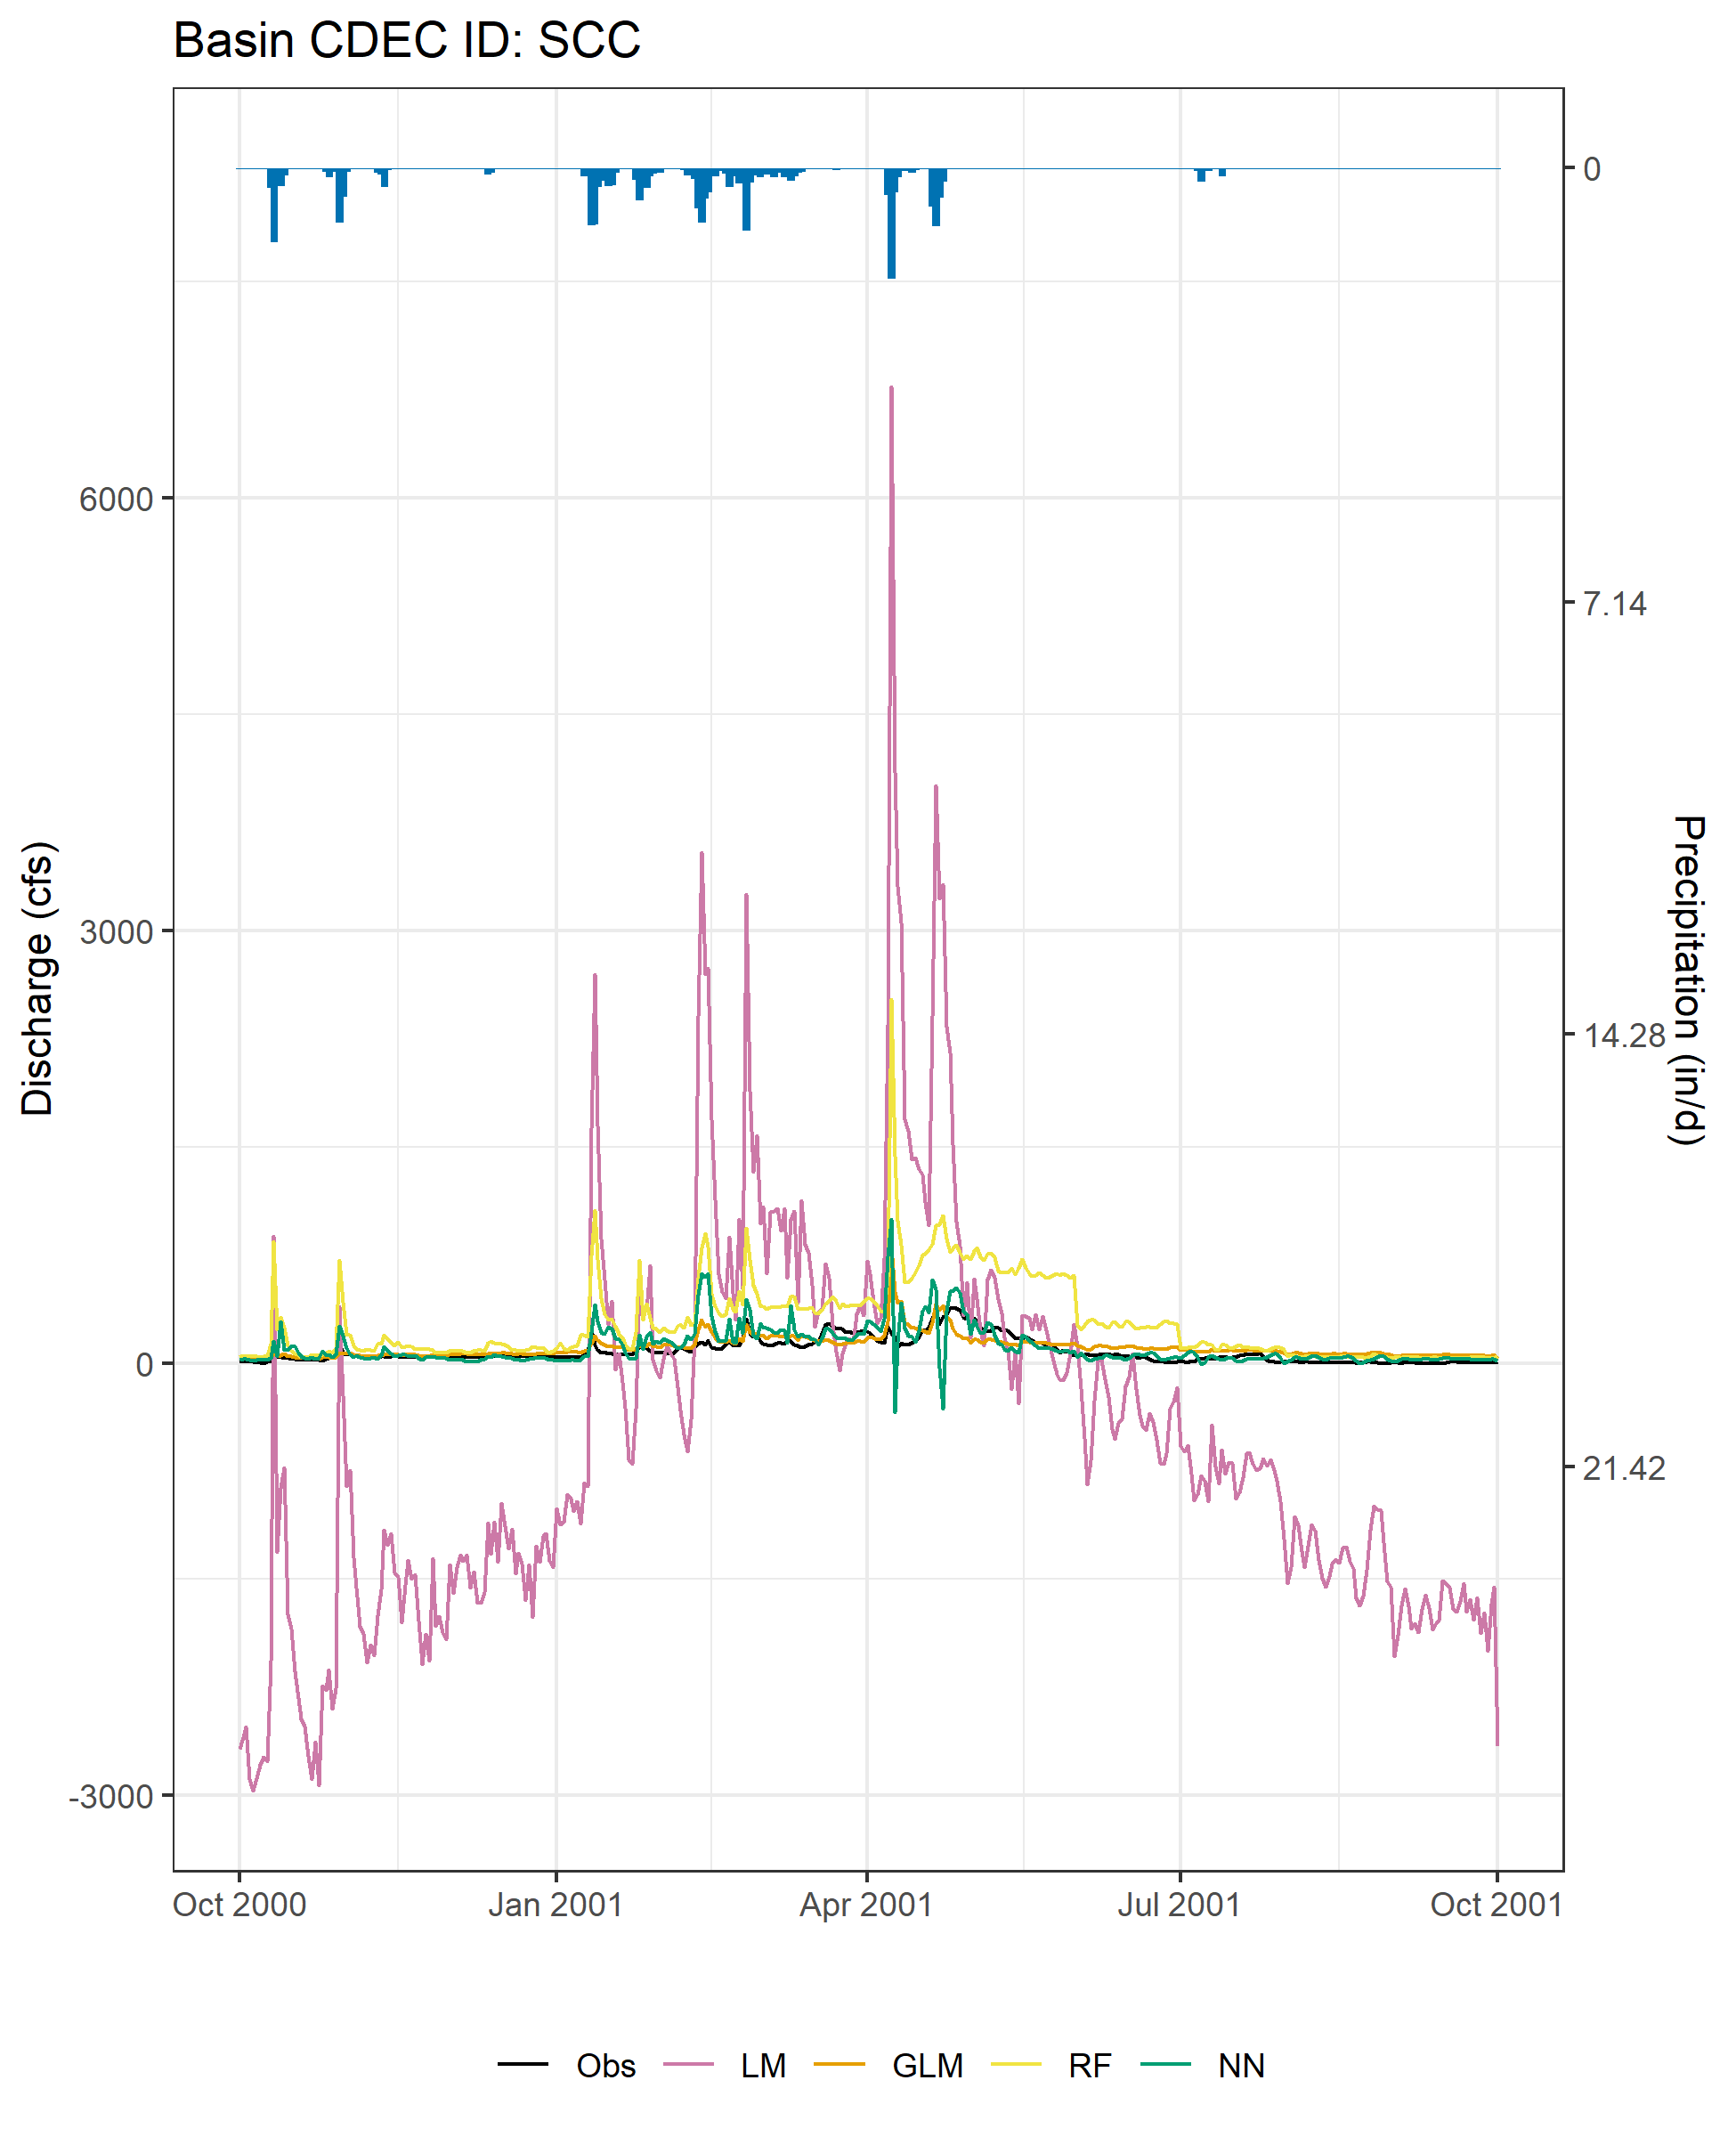 Basin CDEC ID: SCC
0
6000
7.14
3000
14.28
0
21.42
-3000
Discharge (cfs)
Precipitation (in/d)
Oct 2000 Jan 2001 Apr 2001 Jul 2001 Oct 2001
Obs LM GLM RF NN